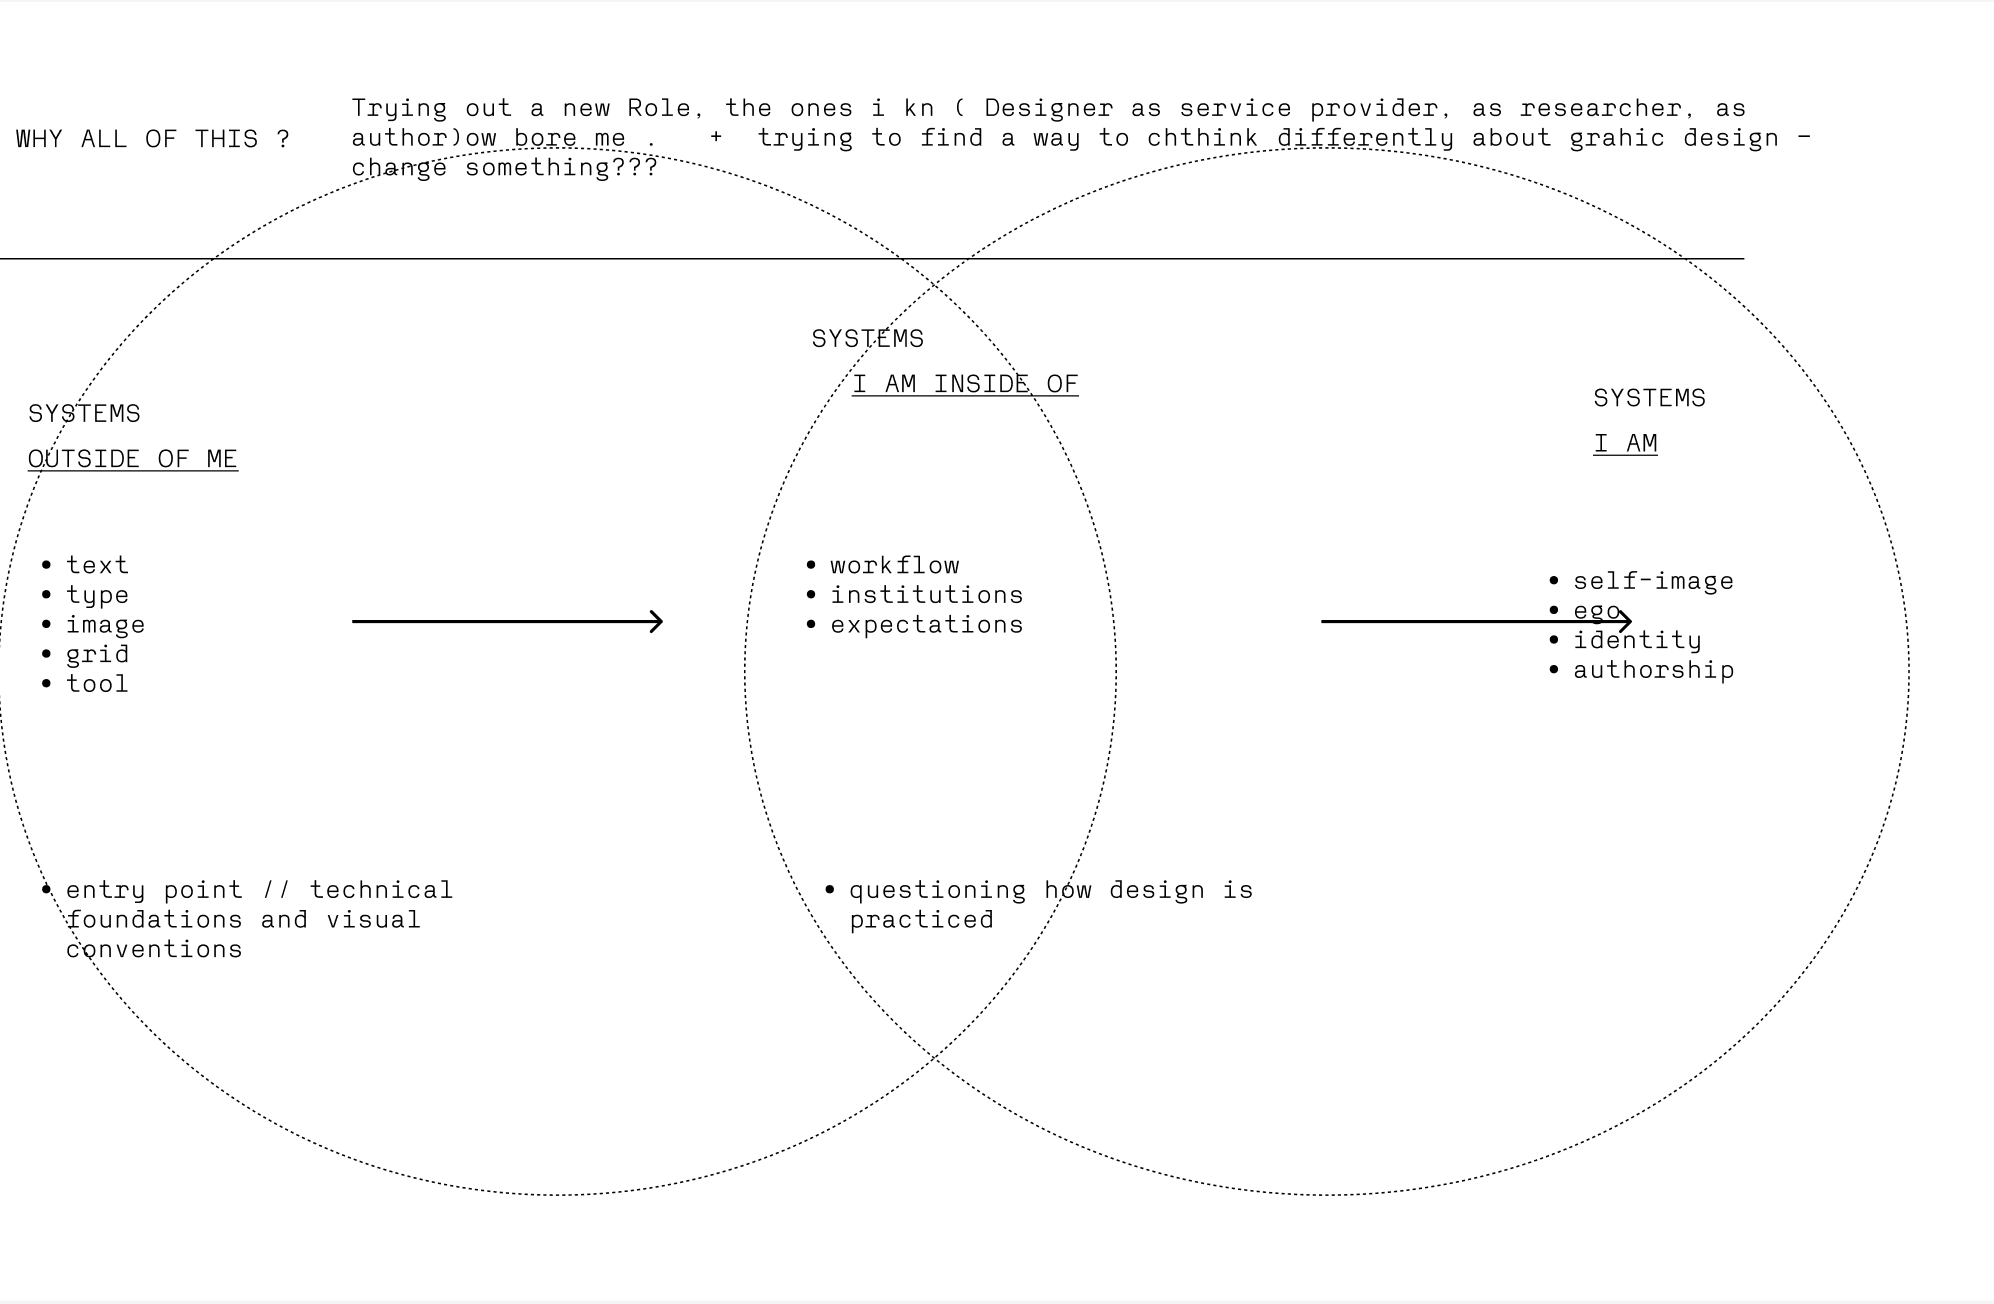 WHY ALL OF THIS ?
Trying out a new Role, the ones i kn ( Designer as service provider, as researcher, as
author)ow bore me . + trying to find a way to chthink differently about grahic design –
change something???
SYSTEMS
OUTSIDE OF ME
• text
• type
• image
• grid
• tool
• entry point // technical
foundations and visual
conventions
SYSTEMS
I AM INSIDE OF
• workflow
• institutions
• expectations
• questioning how design is
practiced
SYSTEMS
I AM
• self-image
• ego
• identity
• authorship